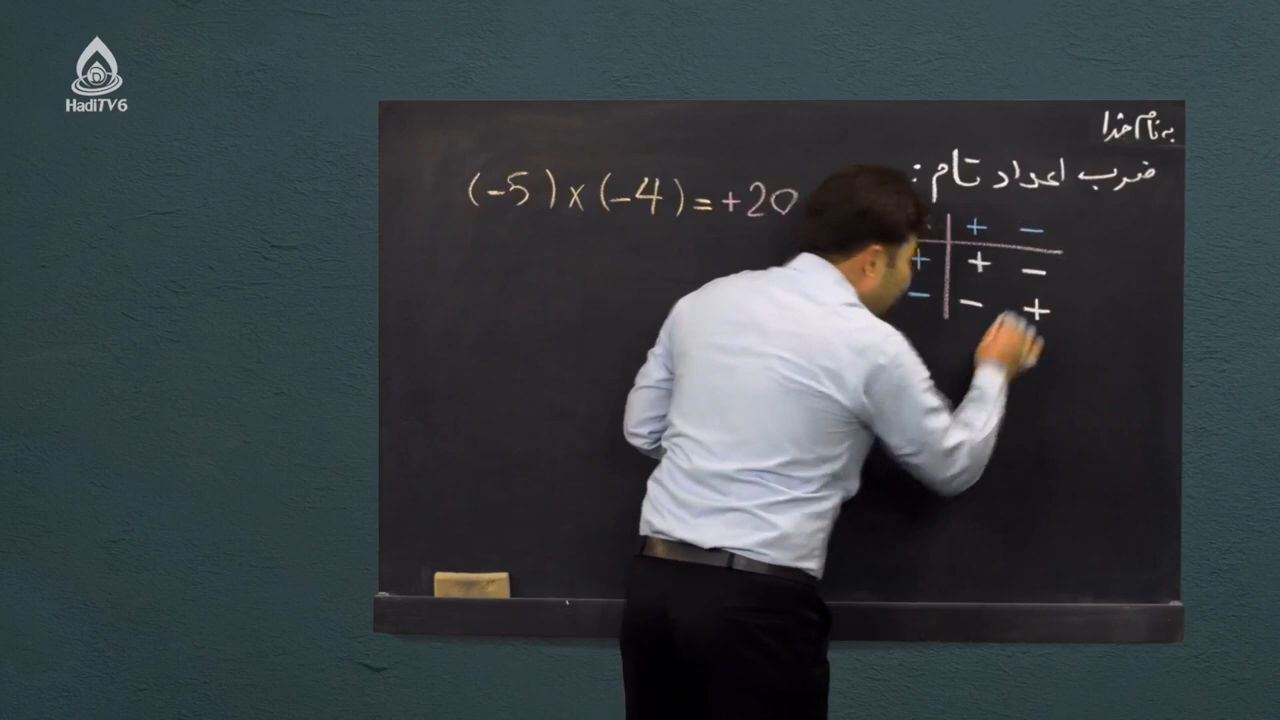 HadiTV6
به نام خدا
ضرب اعداد تام :
(-5) x (-4) = +20
+ -
+ + -
- - +